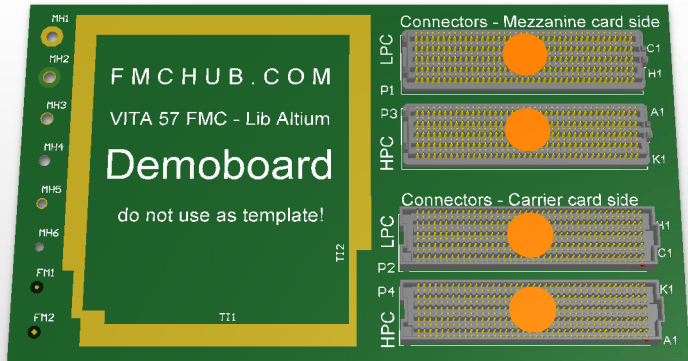 MH1
MH2
MH3
MH4
MH5
MH6
FM1
FM2
FMCHUB.COM
VITA 57 FMC - Lib Altium
Demoboard
do not use as template!
TI2
TI1
Connectors - Mezzanine card side
LPC
C1
H1
P1
P3
A1
HPC
K1
Connectors - Carrier card side
LPC
H1
C1
P2
P4
K1
HPC
A1